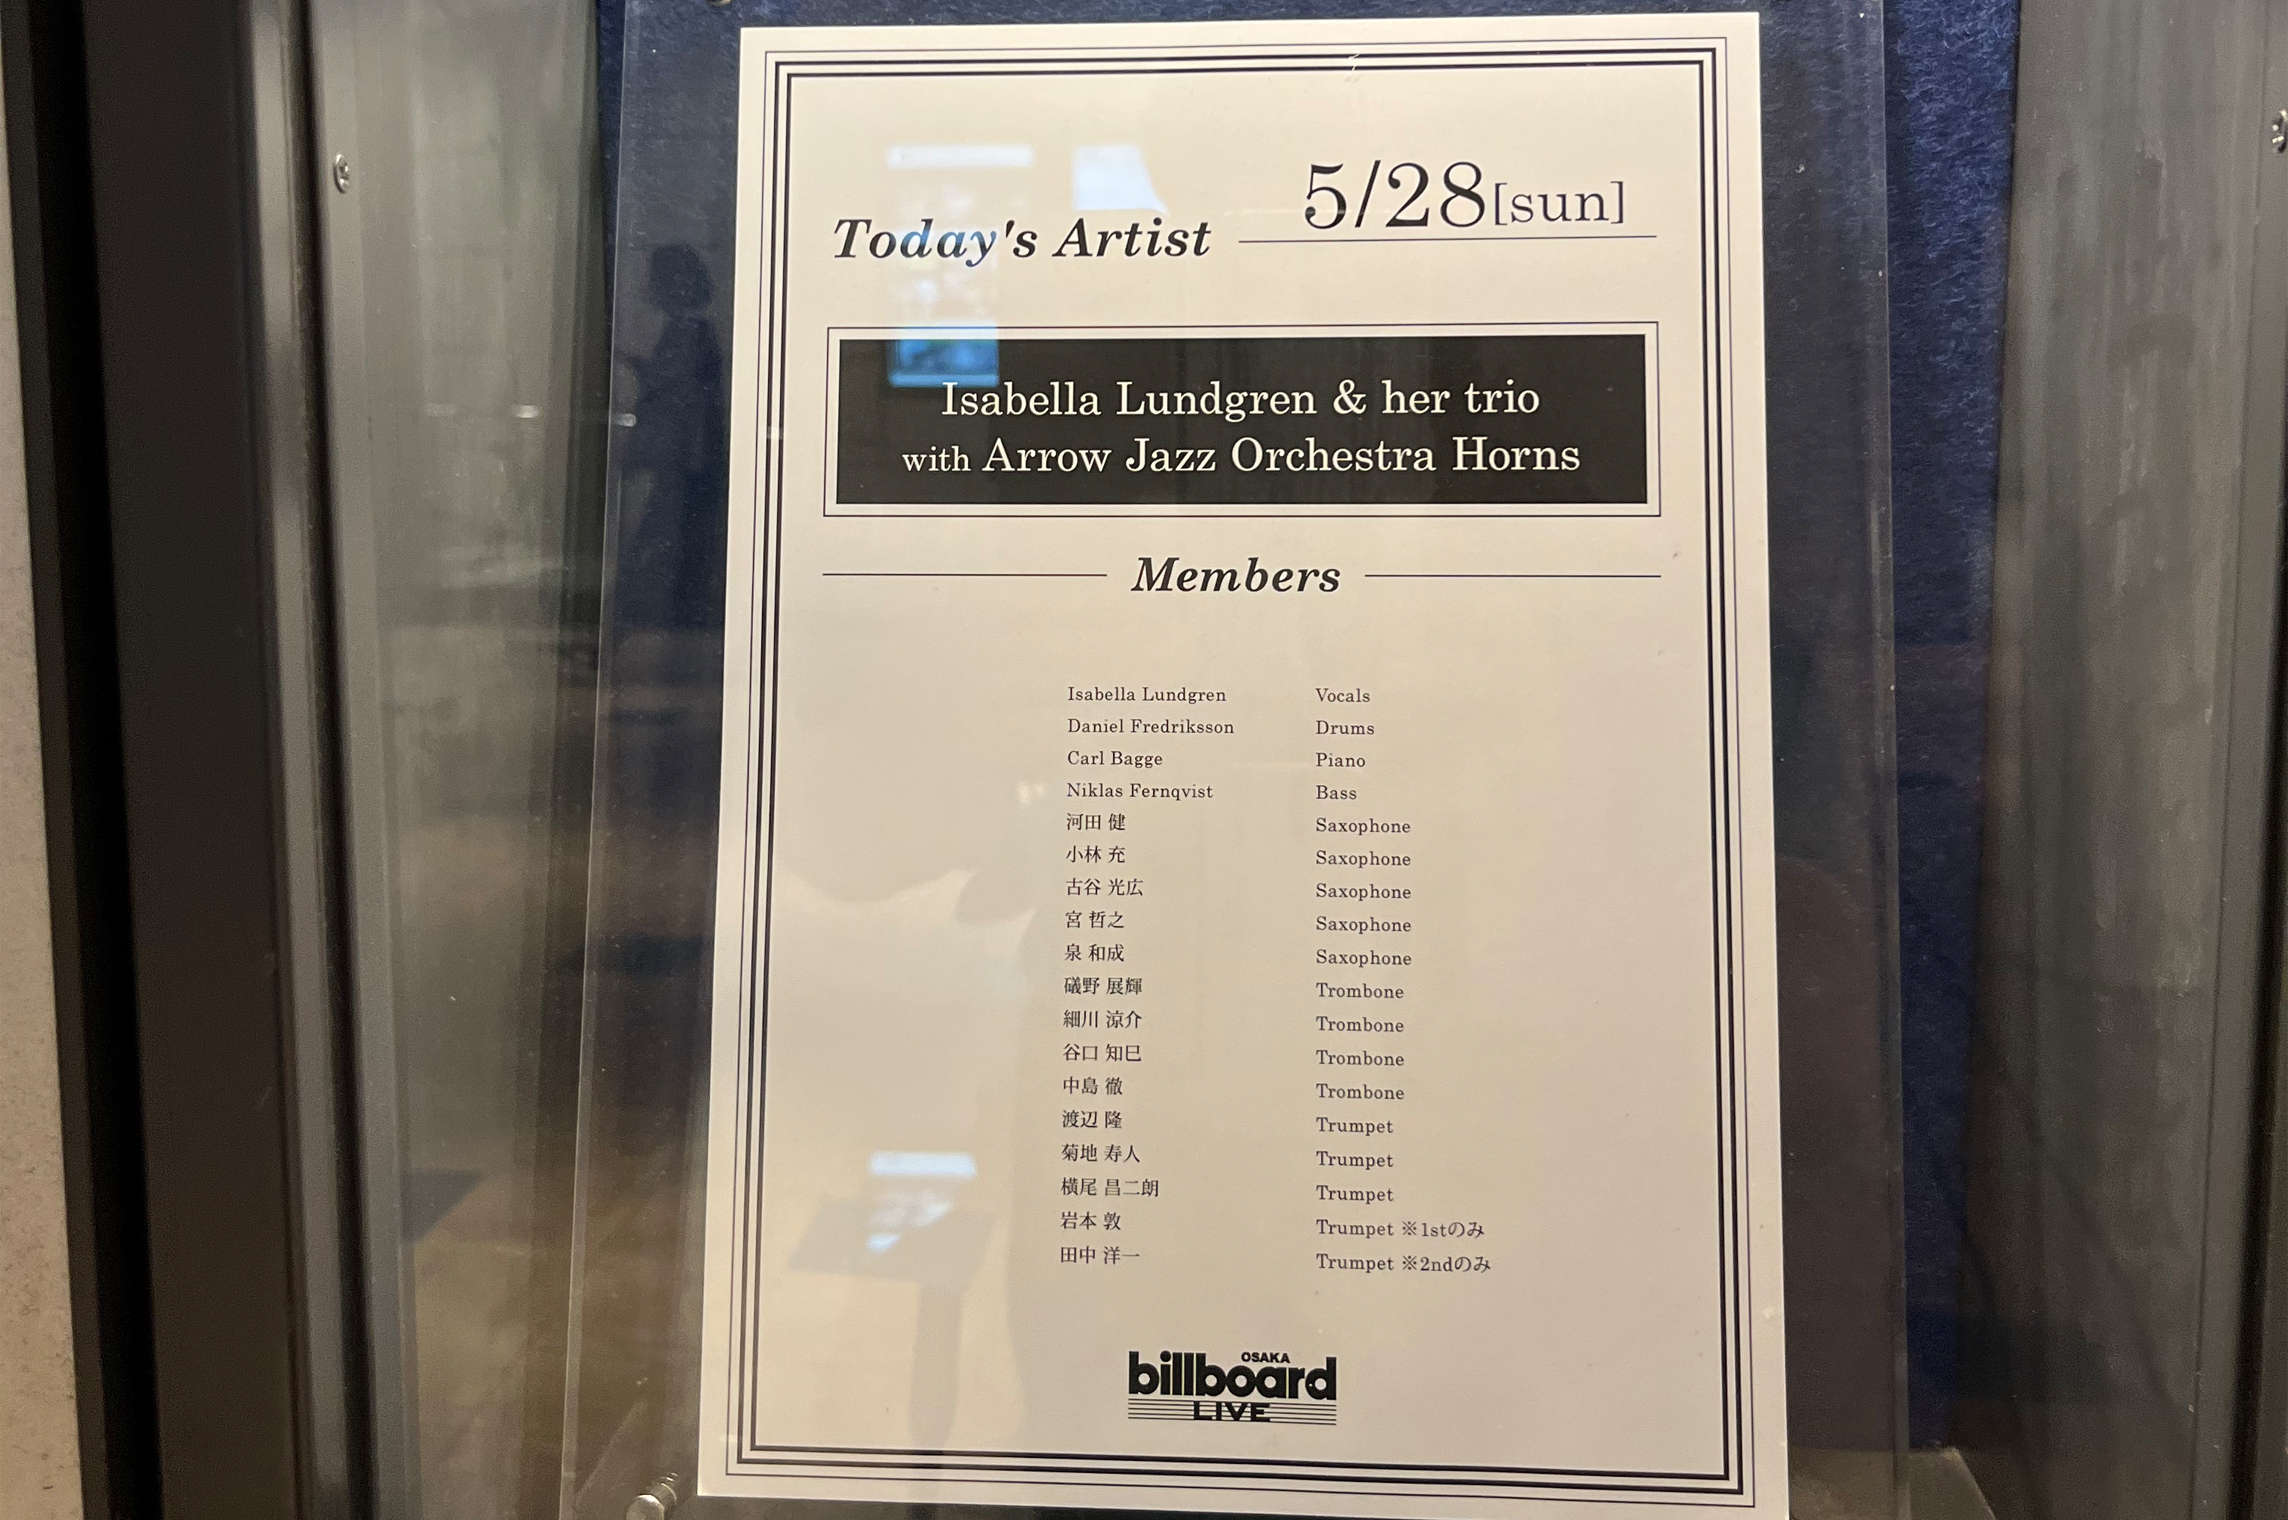 5/28[sun]
Today's Artist
Isabella Lundgren & her trio
with Arrow Jazz Orchestra Horns
Members
Isabella Lundgren Vocals
Daniel Fredriksson Drums
Carl Bagge Piano
Niklas Fernqvist Bass
河田 健 Saxophone
小林 充 Saxophone
古谷 光広 Saxophone
宮 哲之 Saxophone
泉 和成 Saxophone
礒野 展輝 Trombone
細川 涼介 Trombone
谷口 知巳 Trombone
中島 徹 Trombone
渡辺 隆 Trumpet
菊地 寿人 Trumpet
横尾 昌二朗 Trumpet
岩本 敦 Trumpet ※1stのみ
田中 洋一 Trumpet ※2ndのみ
OSAKA
billboard
LIVE